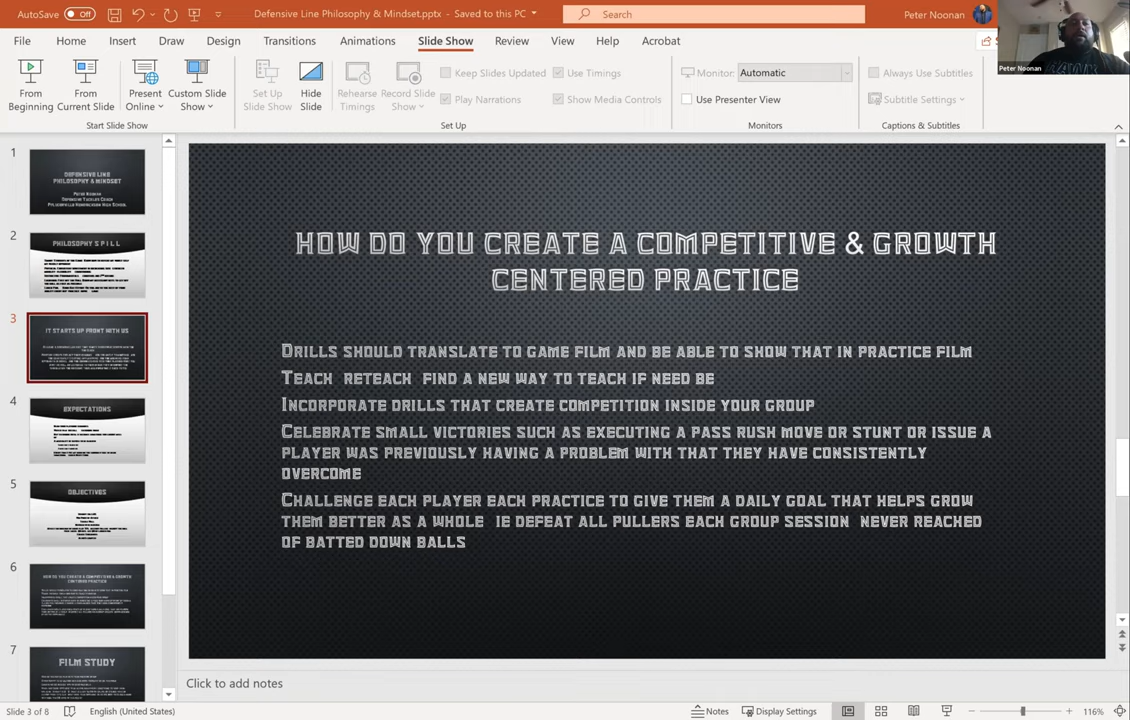 AutoSave Off Defensive Line Philosophy & Mindset.pptx - Saved to this PC Search Peter Noonan
File Home Insert Draw Design Transitions Animations Slide Show Review View Help Acrobat
Peter Noonan
From Beginning
From Current Slide
Present Online
Custom Slide Show
Set Up Slide Show
Hide Slide
Rehearse Timings
Record Slide Show
Keep Slides Updated
Play Narrations
Use Timings
Show Media Controls
Monitor: Automatic
Use Presenter View
Always Use Subtitles
Subtitle Settings
Start Slide Show Set Up Monitors Captions & Subtitles
1
DEFENSIVE LINE
PHILOSOPHY & MINDSET
PETER NOONAN
DEFENSIVE TACKLES COACH
2
PHILOSOPHY S P I L L
3
IT STARTS UP FRONT WITH US
4
EXPECTATIONS
5
OBJECTIVES
6
HOW DO YOU CREATE A COMPETITIVE & GROWTH
CENTERED PRACTICE
7
FILM STUDY
HOW DO YOU CREATE A COMPETITIVE & GROWTH
CENTERED PRACTICE
DRILLS SHOULD TRANSLATE TO GAME FILM AND BE ABLE TO SHOW THAT IN PRACTICE FILM
TEACH RETEACH FIND A NEW WAY TO TEACH IF NEED BE
INCORPORATE DRILLS THAT CREATE COMPETITION INSIDE YOUR GROUP
CELEBRATE SMALL VICTORIES SUCH AS EXECUTING A PASS RUSH MOVE OR STUNT OR ISSUE A
PLAYER WAS PREVIOUSLY HAVING A PROBLEM WITH THAT THEY HAVE CONSISTENTLY
OVERCOME
CHALLENGE EACH PLAYER EACH PRACTICE TO GIVE THEM A DAILY GOAL THAT HELPS GROW
THEM BETTER AS A WHOLE IE DEFEAT ALL PULLERS EACH GROUP SESSION NEVER REACHED
OF BATTED DOWN BALLS
Click to add notes
Slide 3 of 8 English (United States) Notes Display Settings 116%